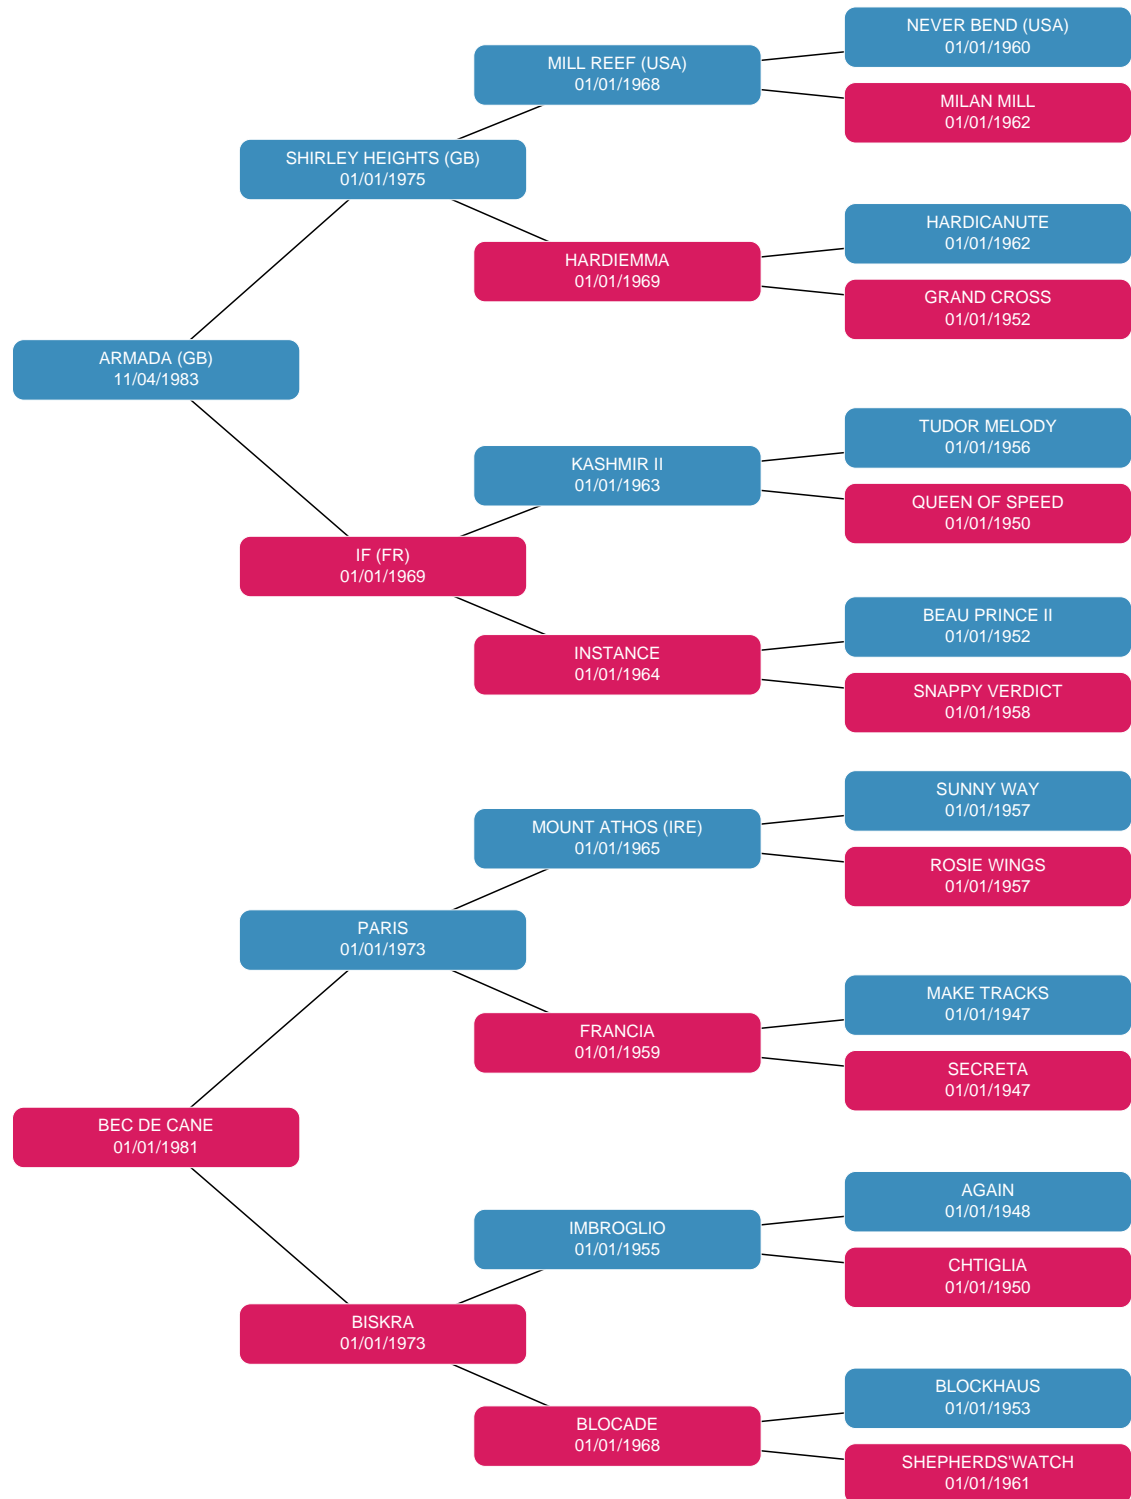 NEVER BEND (USA)
01/01/1960
MILL REEF (USA)
01/01/1968
MILAN MILL
01/01/1962
SHIRLEY HEIGHTS (GB)
01/01/1975
HARDICANUTE
01/01/1962
HARDIEMMA
01/01/1969
GRAND CROSS
01/01/1952
ARMADA (GB)
11/04/1983
TUDOR MELODY
01/01/1956
KASHMIR II
01/01/1963
QUEEN OF SPEED
01/01/1950
IF (FR)
01/01/1969
BEAU PRINCE II
01/01/1952
INSTANCE
01/01/1964
SNAPPY VERDICT
01/01/1958
SUNNY WAY
01/01/1957
MOUNT ATHOS (IRE)
01/01/1965
ROSIE WINGS
01/01/1957
PARIS
01/01/1973
MAKE TRACKS
01/01/1947
FRANCIA
01/01/1959
SECRETA
01/01/1947
BEC DE CANE
01/01/1981
AGAIN
01/01/1948
IMBROGLIO
01/01/1955
CHTIGLIA
01/01/1950
BISKRA
01/01/1973
BLOCKHAUS
01/01/1953
BLOCADE
01/01/1968
SHEPHERDS'WATCH
01/01/1961